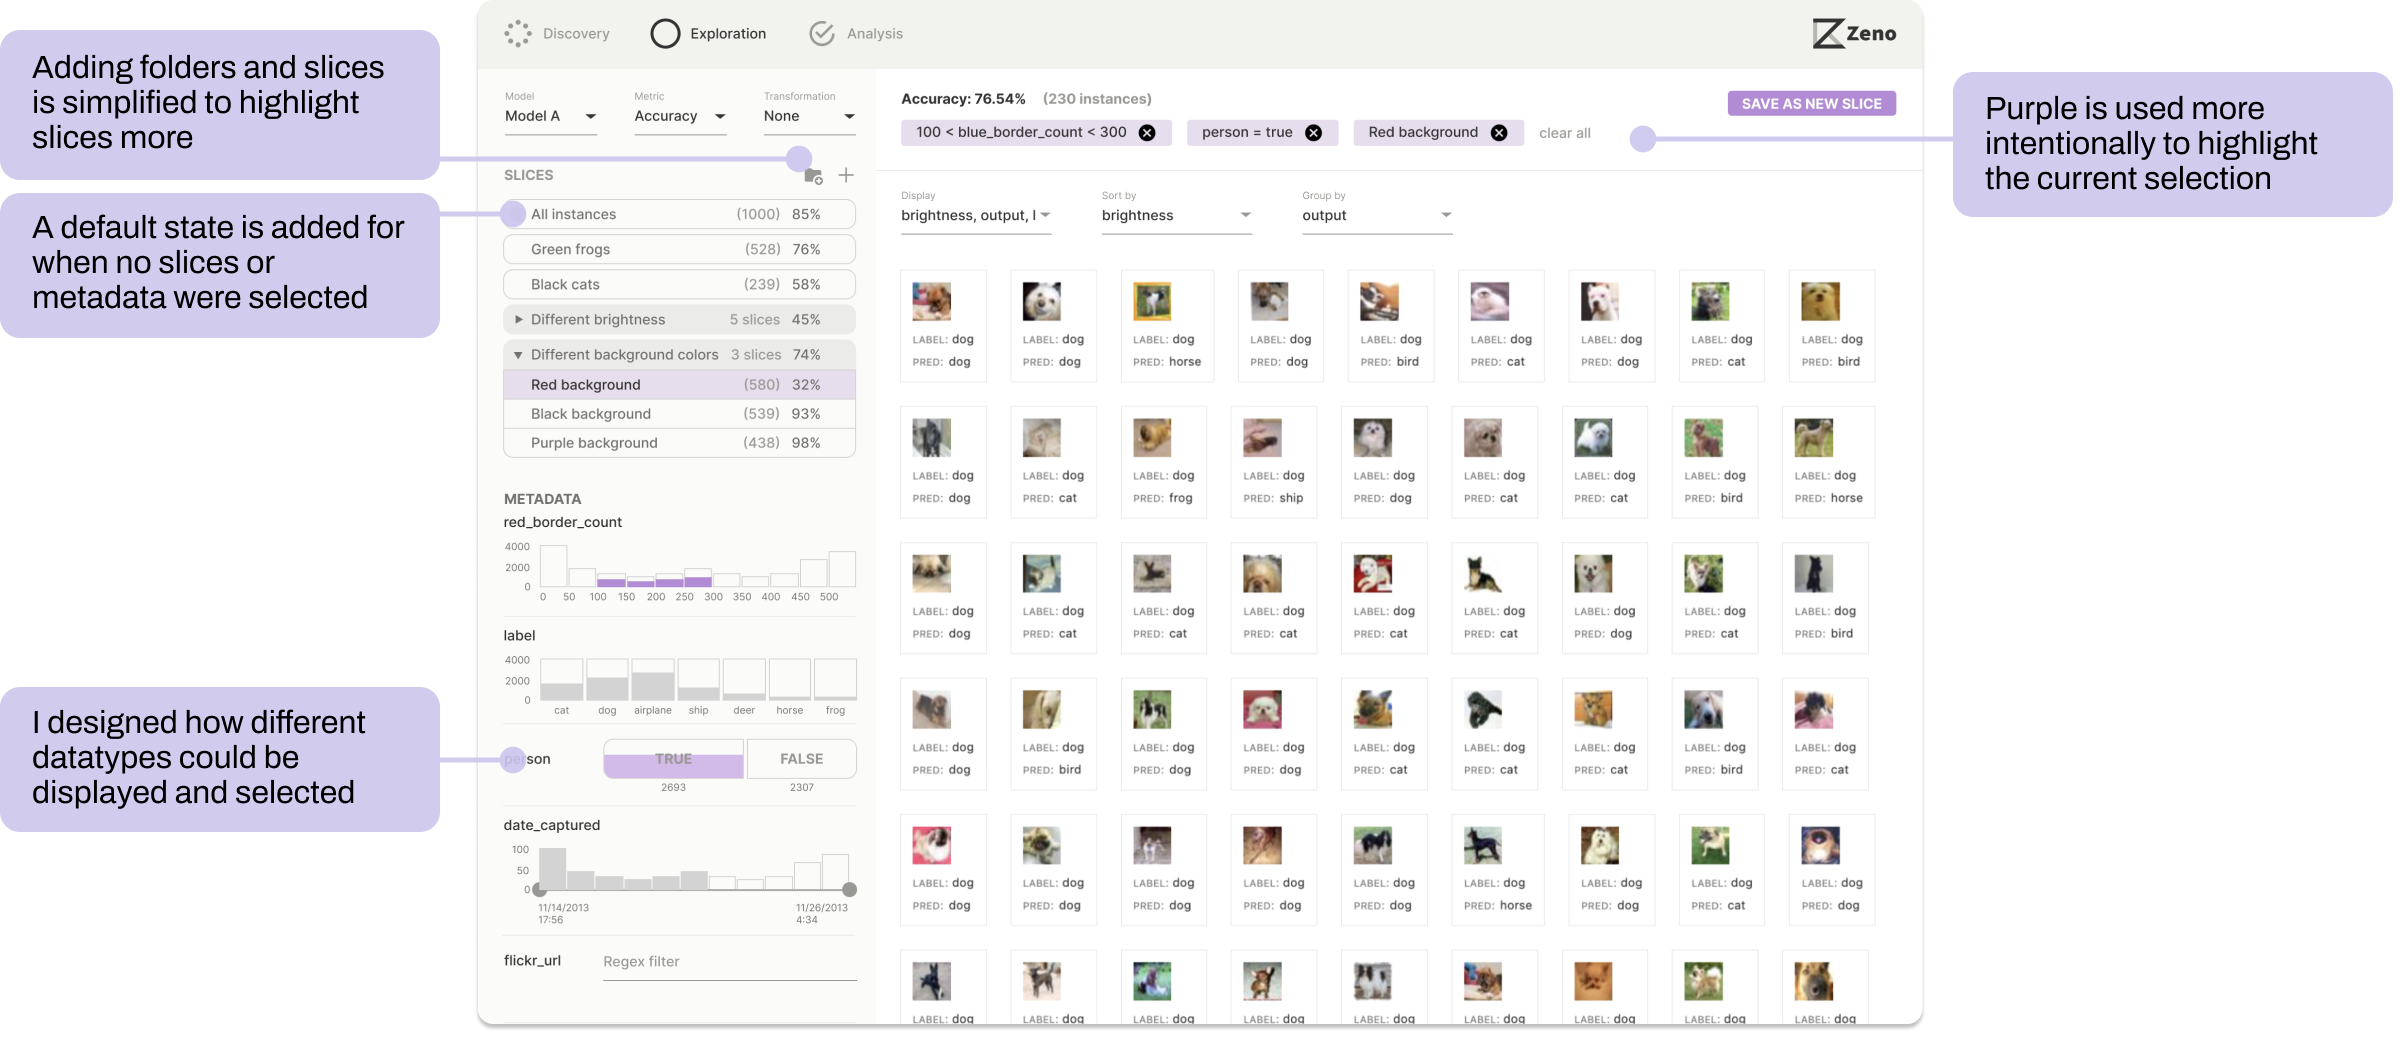 Adding folders and slices
is simplified to highlight
slices more
A default state is added for
when no slices or
metadata were selected
I designed how different
datatypes could be
displayed and selected
Discovery
Exploration
Analysis
Zeno
Model
Model A
Metric
Accuracy
Transformation
None
SLICES
All instances (1000) 85%
Green frogs (528) 76%
Black cats (239) 58%
Different brightness 5 slices 45%
Different background colors 3 slices 74%
Red background (580) 32%
Black background (539) 93%
Purple background (438) 98%
METADATA
red_border_count
4000
2000
0
0 50 100 150 200 250 300 350 400 450 500
label
4000
2000
0
cat dog airplane ship deer horse frog
person
TRUE FALSE
2693 2307
date_captured
100
50
0
11/14/2013 11/26/2013
17:56 4:34
flickr_url Regex filter
Accuracy: 76.54% (230 instances)
SAVE AS NEW SLICE
100 < blue_border_count < 300 person = true Red background clear all
Display Sort by Group by
brightness, output, l brightness output
LABEL: dog LABEL: dog LABEL: dog LABEL: dog LABEL: dog LABEL: dog LABEL: dog LABEL: dog LABEL: dog
PRED: dog PRED: dog PRED: horse PRED: dog PRED: bird PRED: cat PRED: dog PRED: cat PRED: bird
LABEL: dog LABEL: dog LABEL: dog LABEL: dog LABEL: dog LABEL: dog LABEL: dog LABEL: dog LABEL: dog
PRED: dog PRED: cat PRED: frog PRED: ship PRED: dog PRED: cat PRED: cat PRED: bird PRED: horse
LABEL: dog LABEL: dog LABEL: dog LABEL: dog LABEL: dog LABEL: dog LABEL: dog LABEL: dog LABEL: dog
PRED: dog PRED: cat PRED: cat PRED: cat PRED: cat PRED: cat PRED: dog PRED: cat PRED: bird
LABEL: dog LABEL: dog LABEL: dog LABEL: dog LABEL: dog LABEL: dog LABEL: dog LABEL: dog LABEL: dog
PRED: dog PRED: bird PRED: dog PRED: dog PRED: cat PRED: cat PRED: cat PRED: bird PRED: cat
LABEL: dog LABEL: dog LABEL: dog LABEL: dog LABEL: dog LABEL: dog LABEL: dog LABEL: dog LABEL: dog
PRED: dog PRED: dog PRED: dog PRED: dog PRED: dog PRED: horse PRED: dog PRED: cat PRED: dog
LABEL: dog LABEL: dog LABEL: dog LABEL: dog LABEL: dog LABEL: dog LABEL: dog LABEL: dog LABEL: dog
Purple is used more
intentionally to highlight
the current selection